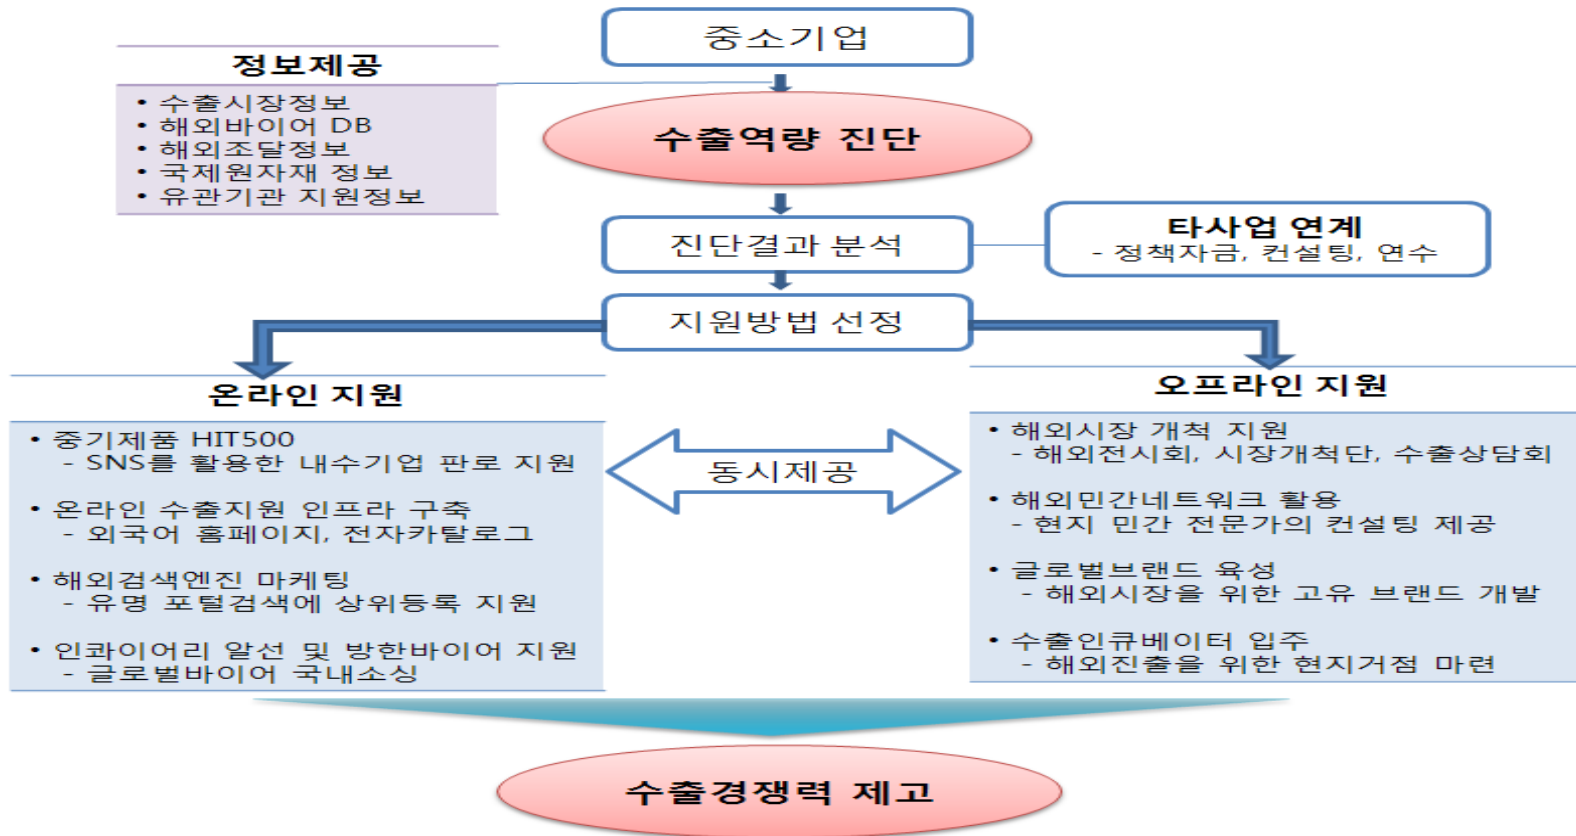 중소기업
정보제공
• 수출시장정보
• 해외바이어 DB
• 해외조달정보
• 국제원자재 정보
• 유관기관 지원정보
수출역량 진단
진단결과 분석
타사업 연계
- 정책자금, 컨설팅, 연수
지원방법 선정
온라인 지원
• 중기제품 HIT500
- SNS를 활용한 내수기업 판로 지원
• 온라인 수출지원 인프라 구축
- 외국어 홈페이지, 전자카탈로그
• 해외검색엔진 마케팅
- 유명 포털검색에 상위등록 지원
• 인콰이어리 알선 및 방한바이어 지원
- 글로벌바이어 국내소싱
동시제공
오프라인 지원
• 해외시장 개척 지원
- 해외전시회, 시장개척단, 수출상담회
• 해외민간네트워크 활용
- 현지 민간 전문가의 컨설팅 제공
• 글로벌브랜드 육성
- 해외시장을 위한 고유 브랜드 개발
• 수출인큐베이터 입주
- 해외진출을 위한 현지거점 마련
수출경쟁력 제고